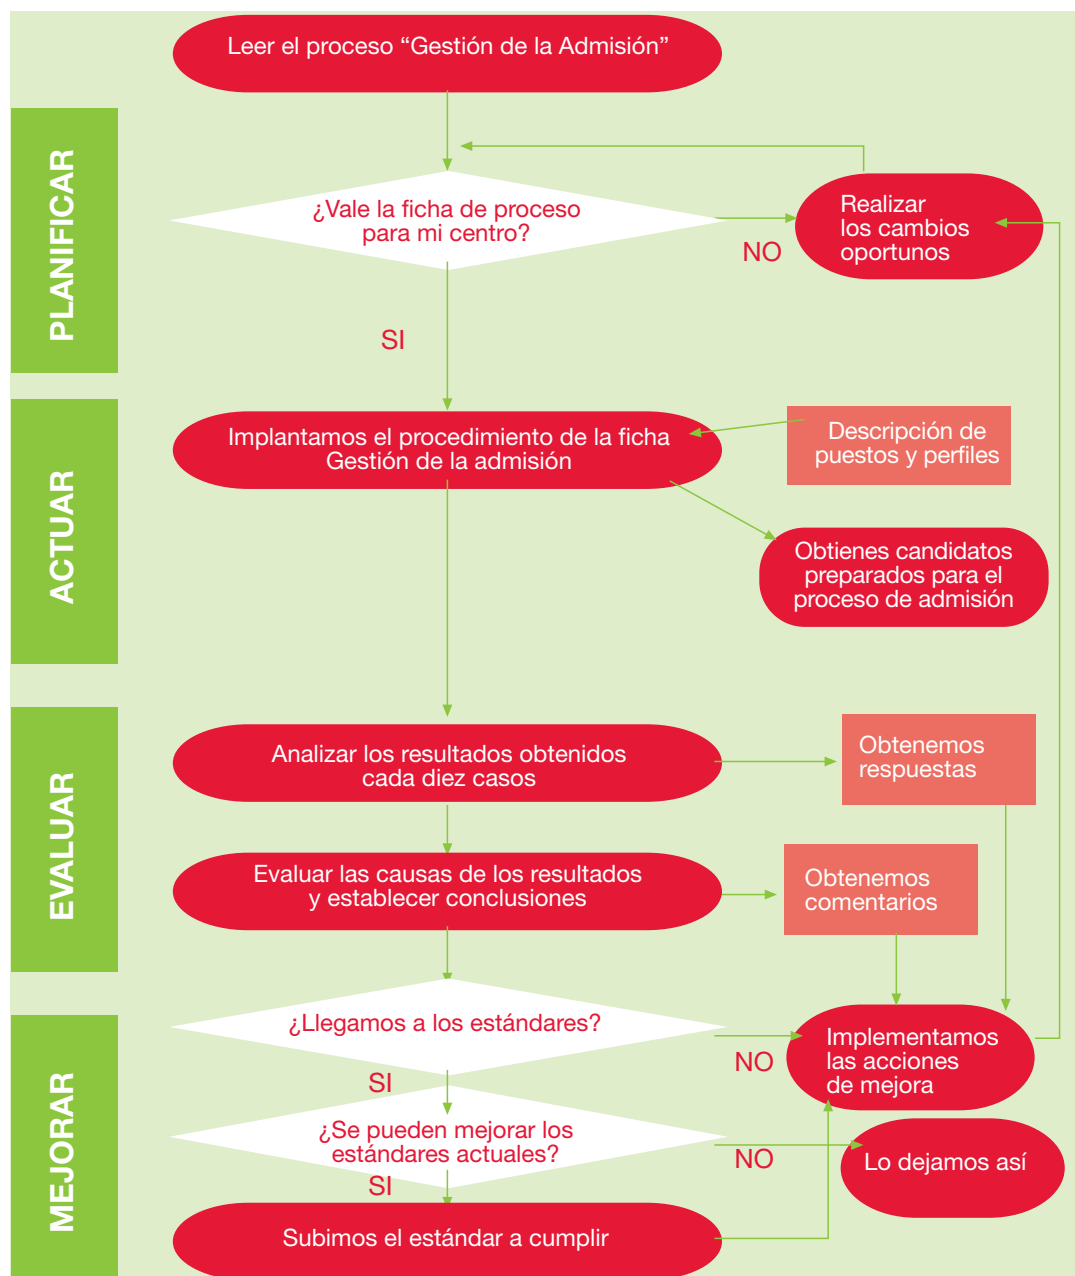 Leer el proceso “Gestión de la Admisión”
PLANIFICAR
¿Vale la ficha de proceso
para mi centro?
NO
Realizar
los cambios
oportunos
SI
ACTUAR
Implantamos el procedimiento de la ficha
Gestión de la admisión
Descripción de
puestos y perfiles
Obtienes candidatos
preparados para el
proceso de admisión
EVALUAR
Analizar los resultados obtenidos
cada diez casos
Obtenemos
respuestas
Evaluar las causas de los resultados
y establecer conclusiones
Obtenemos
comentarios
MEJORAR
¿Llegamos a los estándares?
NO
Implementamos
las acciones
de mejora
SI
¿Se pueden mejorar los
estándares actuales?
NO
Lo dejamos así
SI
Subimos el estándar a cumplir